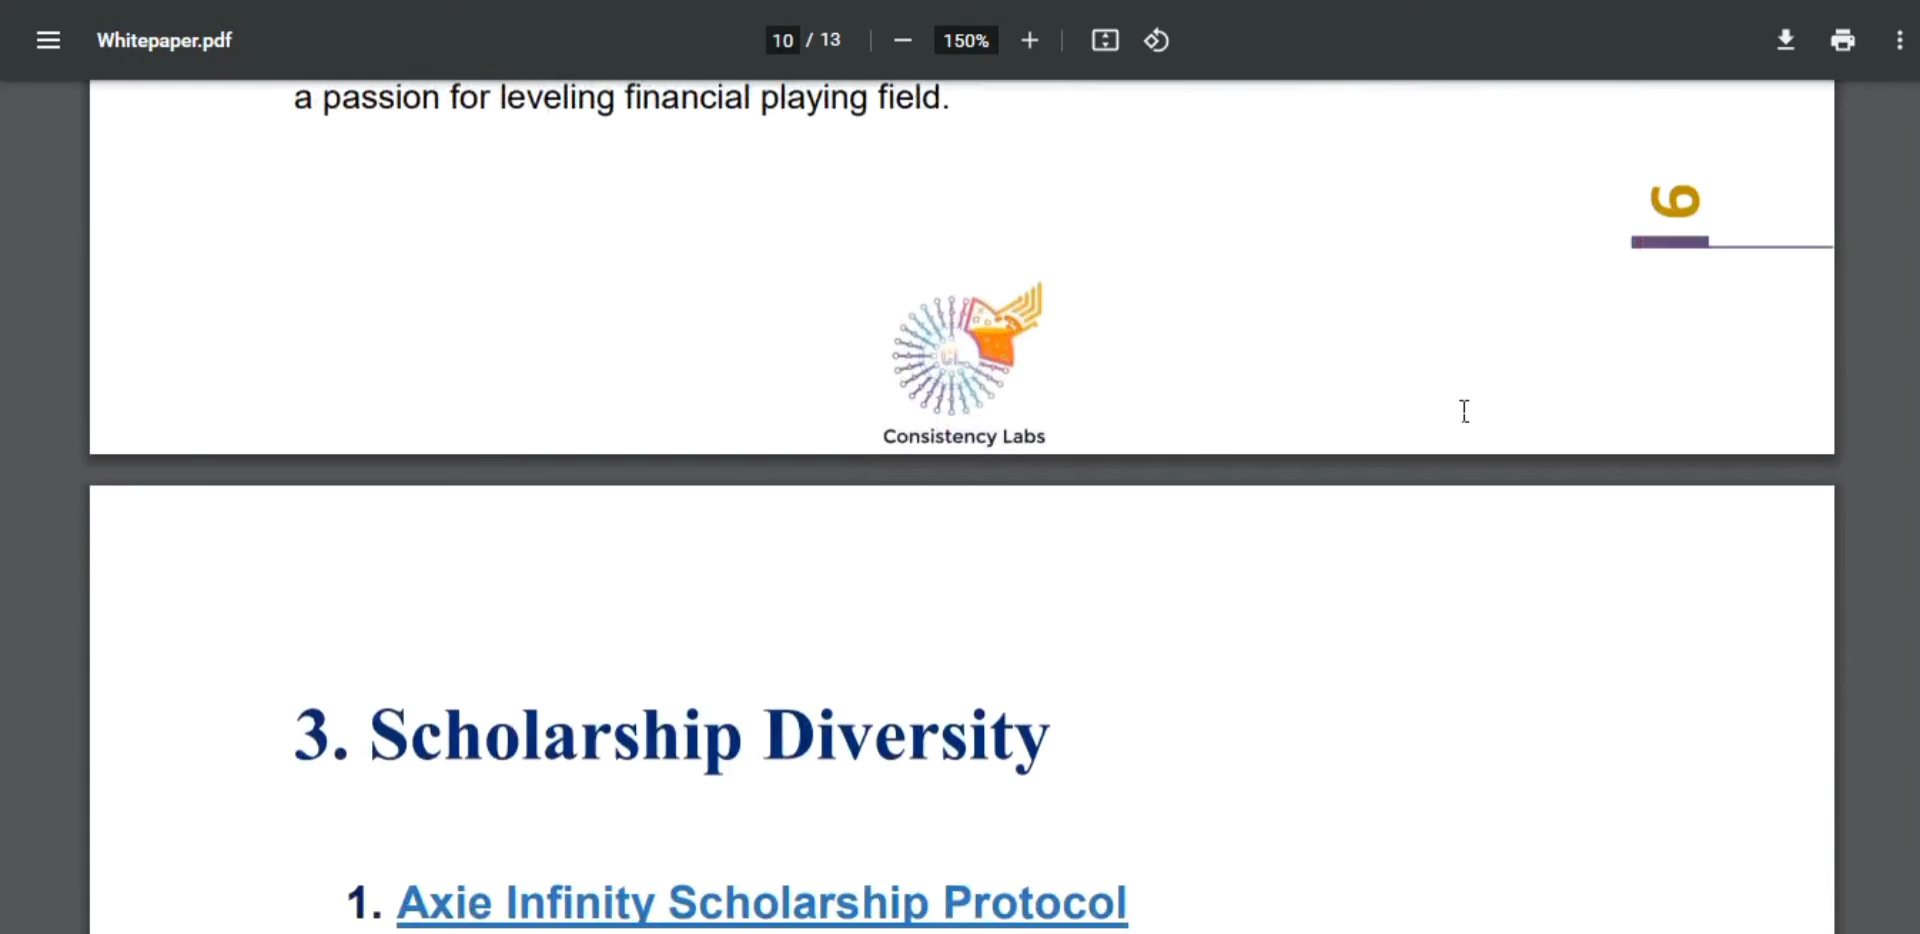 Whitepaper.pdf
10 / 13
150%
a passion for leveling financial playing field.
9
CL
Consistency Labs
3. Scholarship Diversity
1. Axie Infinity Scholarship Protocol